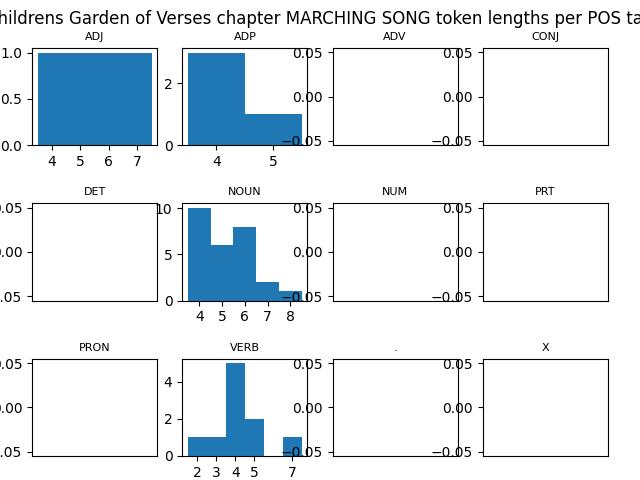 hildrens Garden of Verses chapter MARCHING SONG token lengths per POS ta
ADJ ADP ADV CONJ
1.0 0.05
0.5 2 0.00 0.00
0.0 0 −0.05 −0.05
4 5 6 7 4 5
DET NOUN NUM PRT
0.05 10 0.05 0.05
0.00 5 0.00 0.00
0.05 0 −0.05 −0.05
4 5 6 7 8
PRON VERB . X
0.05 4 0.05 0.05
0.00 2 0.00 0.00
0.05 0 −0.05 −0.05
2 3 4 5 7